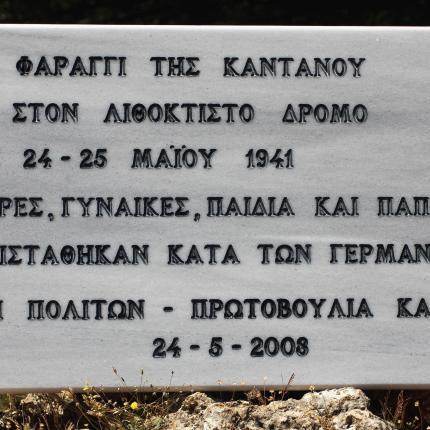 ΦΑΡΑΓΓΙ ΤΗΣ ΚΑΝΤΑΝΟΥ
ΣΤΟΝ ΛΙΘΟΚΤΙΣΤΟ ΔΡΟΜΟ
24 - 25 ΜΑΪΟΥ 1941
ΡΕΣ, ΓΥΝΑΙΚΕΣ, ΠΑΙΔΙΑ ΚΑΙ ΠΑΠ
ΙΣΤΑΘΗΚΑΝ ΚΑΤΑ ΤΩΝ ΓΕΡΜΑΝ
ΠΟΛΙΤΩΝ - ΠΡΩΤΟΒΟΥΛΙΑ ΚΑ
24 - 5 - 2008